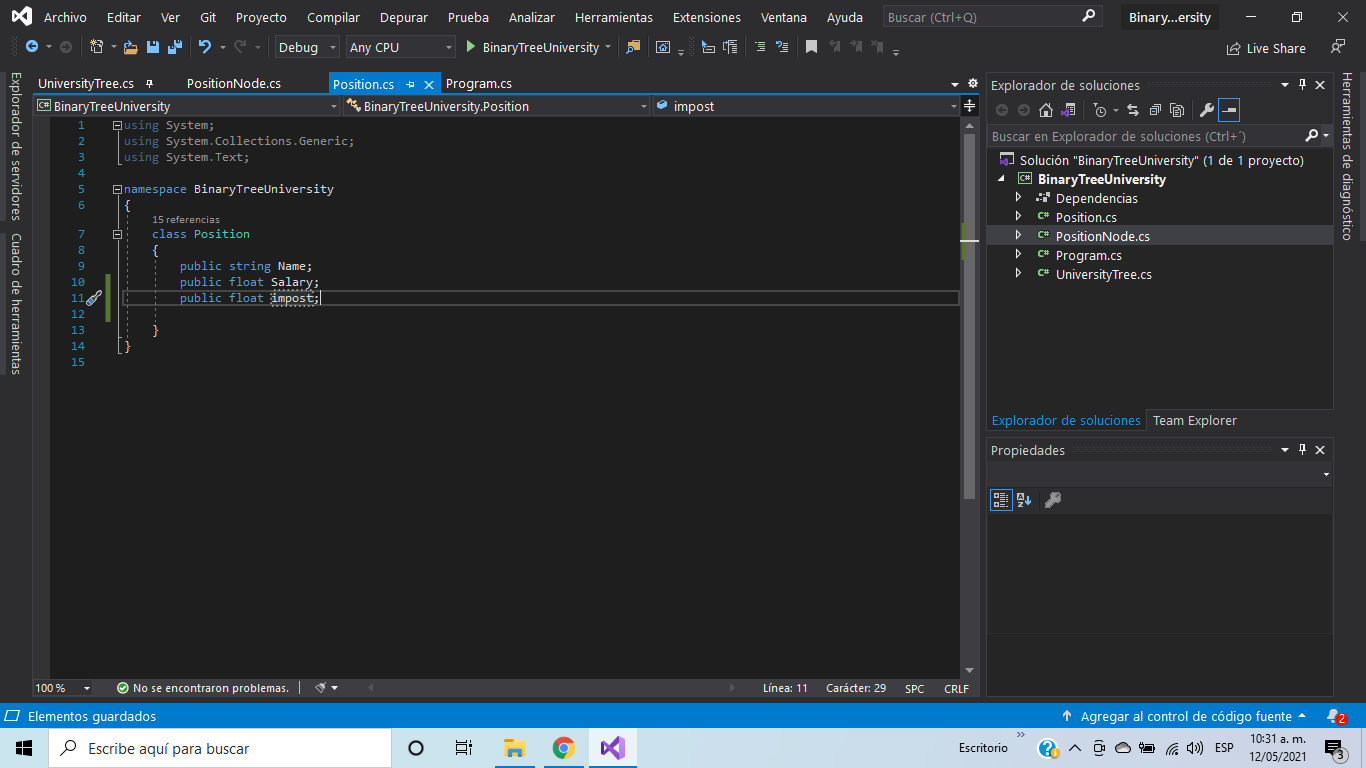 Archivo Editar Ver Git Proyecto Compilar Depurar Prueba Analizar Herramientas Extensiones Ventana Ayuda Buscar (Ctrl+Q) Binary...ersity
Debug Any CPU BinaryTreeUniversity Live Share
Explorador de servidores
Cuadro de herramientas
UniversityTree.cs PositionNode.cs Position.cs Program.cs
BinaryTreeUniversity BinaryTreeUniversity.Position impost
1 using System;
2 using System.Collections.Generic;
3 using System.Text;
4
5 namespace BinaryTreeUniversity
6 {
15 referencias
7 class Position
8 {
9 public string Name;
10 public float Salary;
11 public float impost;
12
13 }
14 }
15
100 % No se encontraron problemas. Línea: 11 Carácter: 29 SPC CRLF
Explorador de soluciones
Buscar en Explorador de soluciones (Ctrl+´)
Solución "BinaryTreeUniversity" (1 de 1 proyecto)
C# BinaryTreeUniversity
Dependencias
C# Position.cs
C# PositionNode.cs
C# Program.cs
C# UniversityTree.cs
Explorador de soluciones Team Explorer
Propiedades
Herramientas de diagnóstico
Elementos guardados Agregar al control de código fuente 2
Escribe aquí para buscar Escritorio ESP 10:31 a. m.
12/05/2021 3